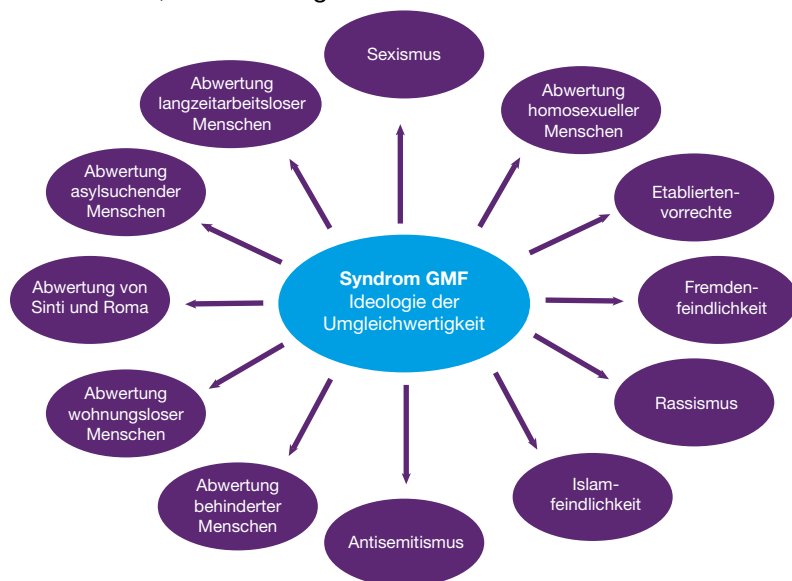 Sexismus
Abwertung
homosexueller
Menschen
Etablierten-
vorrechte
Fremden-
feindlichkeit
Rassismus
Islam-
feindlichkeit
Antisemitismus
Abwertung
behinderter
Menschen
Abwertung
wohnungsloser
Menschen
Abwertung von
Sinti und Roma
Abwertung
asylsuchender
Menschen
Abwertung
langzeitarbeitsloser
Menschen
Syndrom GMF
Ideologie der
Umgleichwertigkeit